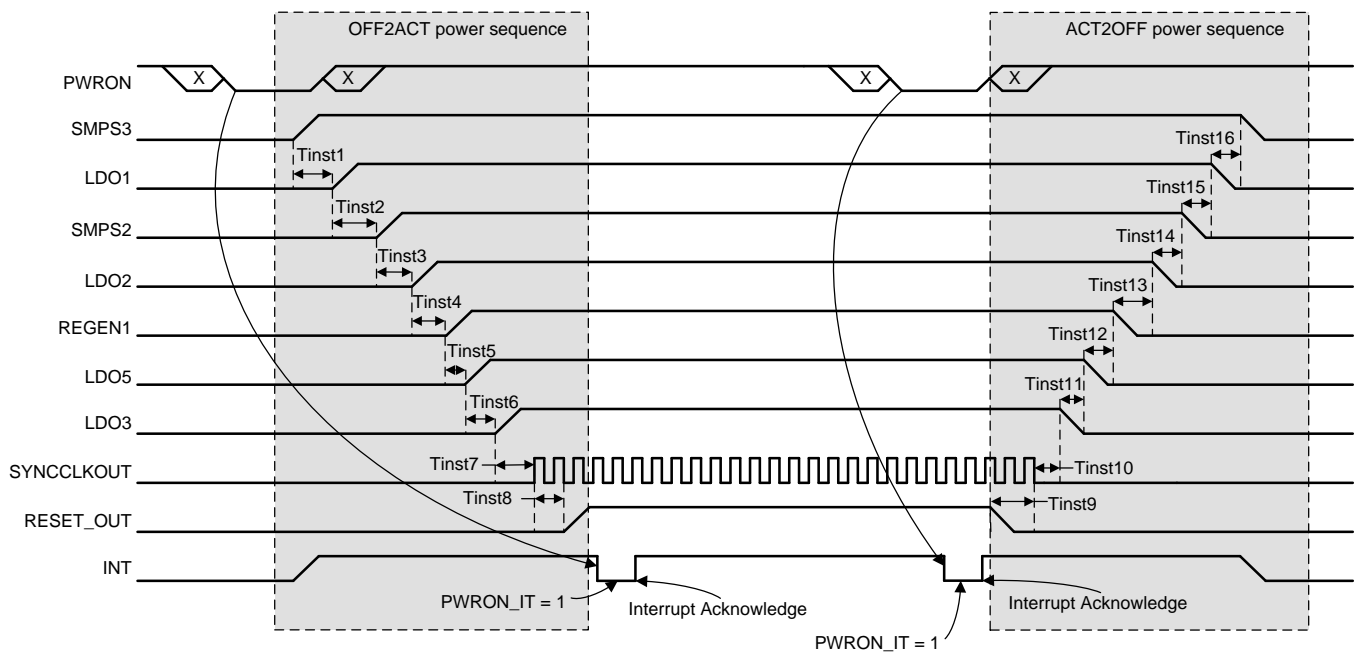 OFF2ACT power sequence
ACT2OFF power sequence
PWRON
X
X
X
X
SMPS3
Tinst1
Tinst16
LDO1
Tinst2
Tinst15
SMPS2
Tinst3
Tinst14
LDO2
Tinst4
Tinst13
REGEN1
Tinst5
Tinst12
LDO5
Tinst6
Tinst11
LDO3
Tinst7
Tinst10
SYNCCLKOUT
Tinst8
Tinst9
RESET_OUT
INT
PWRON_IT = 1
Interrupt Acknowledge
Interrupt Acknowledge
PWRON_IT = 1